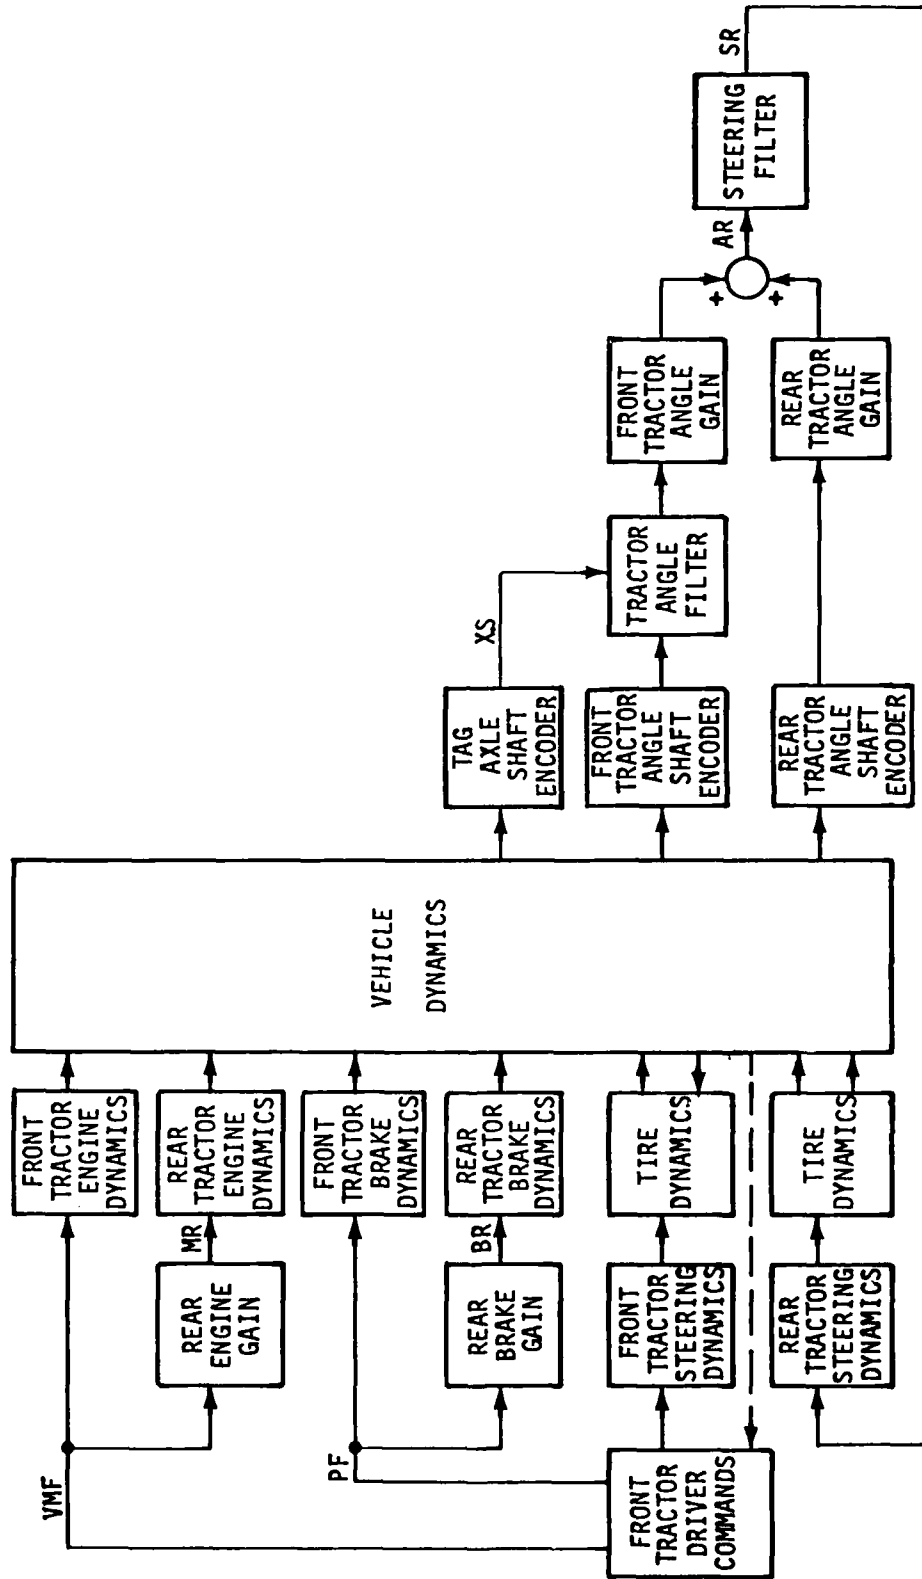 VMF
FRONT
TRACTOR
ENGINE
DYNAMICS
REAR
ENGINE
GAIN
MR
REAR
TRACTOR
ENGINE
DYNAMICS
PF
FRONT
TRACTOR
BRAKE
DYNAMICS
REAR
BRAKE
GAIN
BR
REAR
TRACTOR
BRAKE
DYNAMICS
FRONT
TRACTOR
DRIVER
COMMANDS
FRONT
TRACTOR
STEERING
DYNAMICS
TIRE
DYNAMICS
REAR
TRACTOR
STEERING
DYNAMICS
TIRE
DYNAMICS
VEHICLE
DYNAMICS
TAG
AXLE
SHAFT
ENCODER
XS
FRONT
TRACTOR
ANGLE
SHAFT
ENCODER
TRACTOR
ANGLE
FILTER
FRONT
TRACTOR
ANGLE
GAIN
REAR
TRACTOR
ANGLE
SHAFT
ENCODER
REAR
TRACTOR
ANGLE
GAIN
+
+
AR
STEERING
FILTER
SR